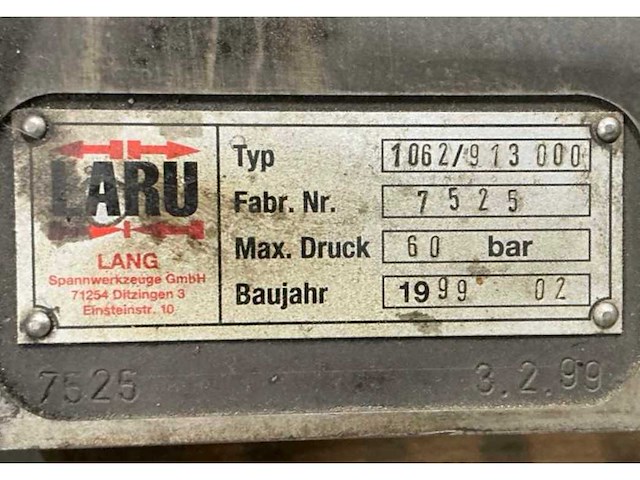 LARU
LANG
Spannwerkzeuge GmbH
71254 Ditzingen 3
Einsteinstr. 10
Typ 1062/913 000
Fabr. Nr. 7525
Max. Druck 60 bar
Baujahr 1999 02
7525 3.2.99